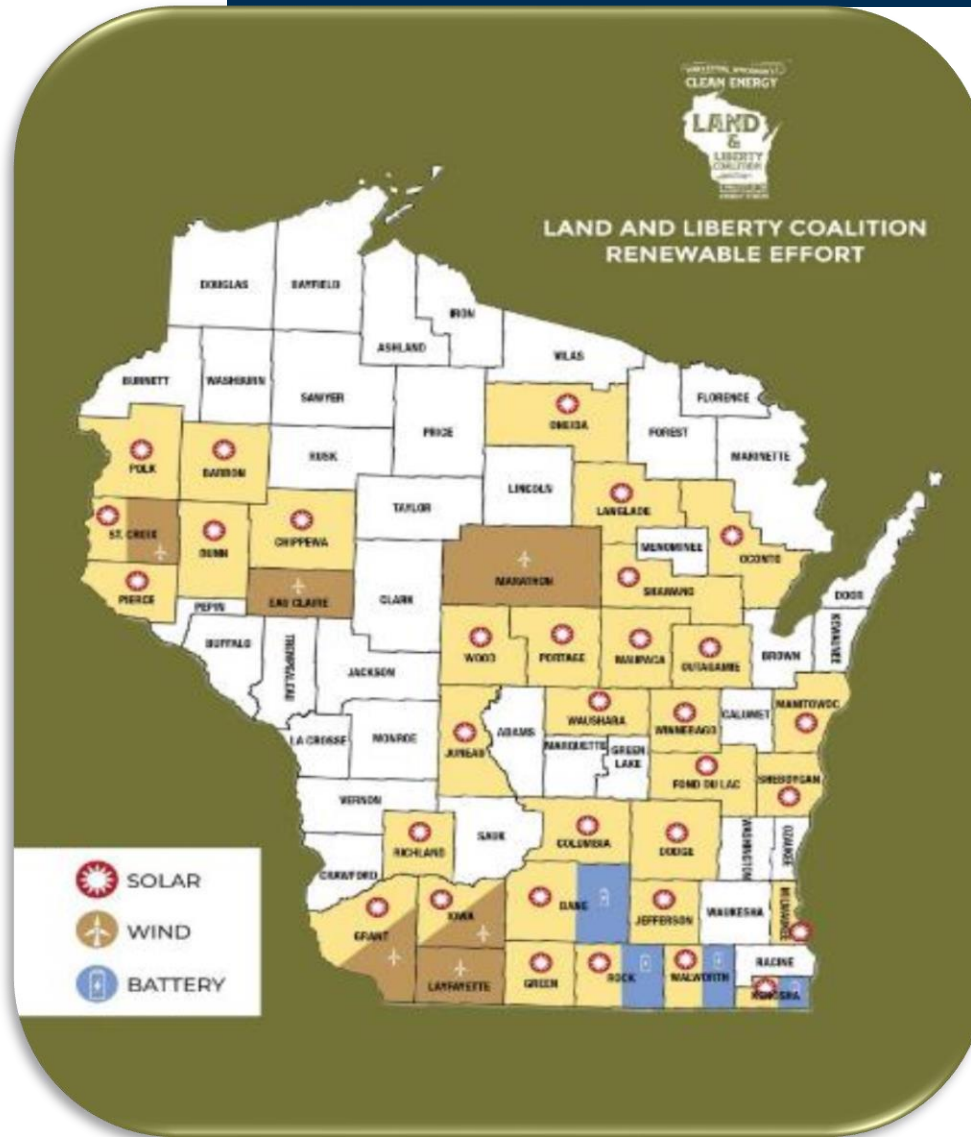 CLEAN ENERGY
LAND
&
LIBERTY
COALITION
LAND AND LIBERTY COALITION
RENEWABLE EFFORT
DOUGLAS
BAYFIELD
IRON
ASHLAND
VILAS
BURNETT
WASHBURN
SAWYER
FLORENCE
ONEIDA
PRICE
FOREST
MARINETTE
POLK
BARRON
RUSK
LINCOLN
TAYLOR
LANGLADE
ST. CROIX
CHIPPEWA
DUNN
MENOMINEE
OCONTO
MARATHON
SHAWANO
PIERCE
EAU CLAIRE
CLARK
DOOR
PEPIN
BUFFALO
TREMPEALEAU
JACKSON
WOOD
PORTAGE
WAUPACA
OUTAGAMIE
BROWN
KEWAUNEE
LA CROSSE
MONROE
JUNEAU
ADAMS
WAUSHARA
WINNEBAGO
CALUMET
MANITOWOC
MARQUETTE
GREEN
LAKE
FOND DU LAC
SHEBOYGAN
VERNON
RICHLAND
SAUK
COLUMBIA
DODGE
WASHINGTON
OZAUKEE
CRAWFORD
GRANT
IOWA
DANE
JEFFERSON
WAUKESHA
MILWAUKEE
LAYFAYETTE
GREEN
ROCK
WALWORTH
RACINE
KENOSHA
SOLAR
WIND
BATTERY